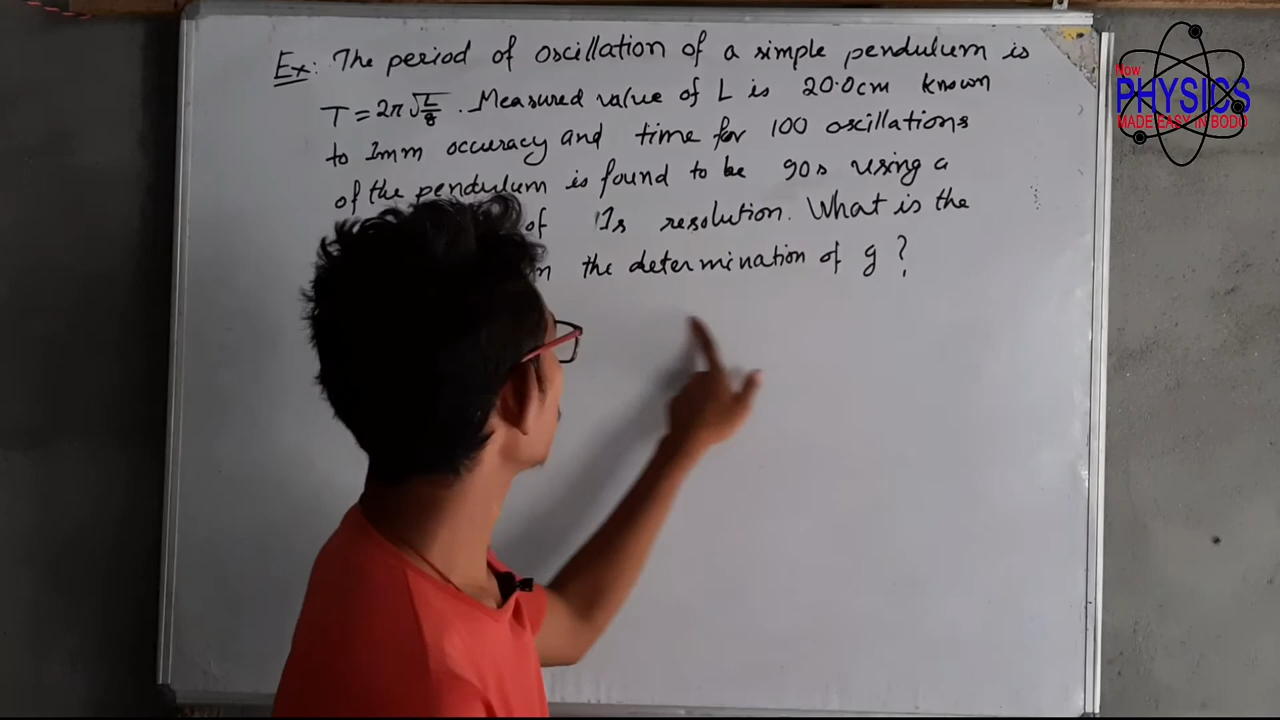 Ex: The period of oscillation of a simple pendulum is
T = 2π√L/g . Measured value of L is 20.0cm known
to 1mm accuracy and time for 100 oscillations
of the pendulum is found to be 90s using a
of 1s resolution. What is the
the determination of g ?
Now
PHYSICS
MADE EASY IN BODO